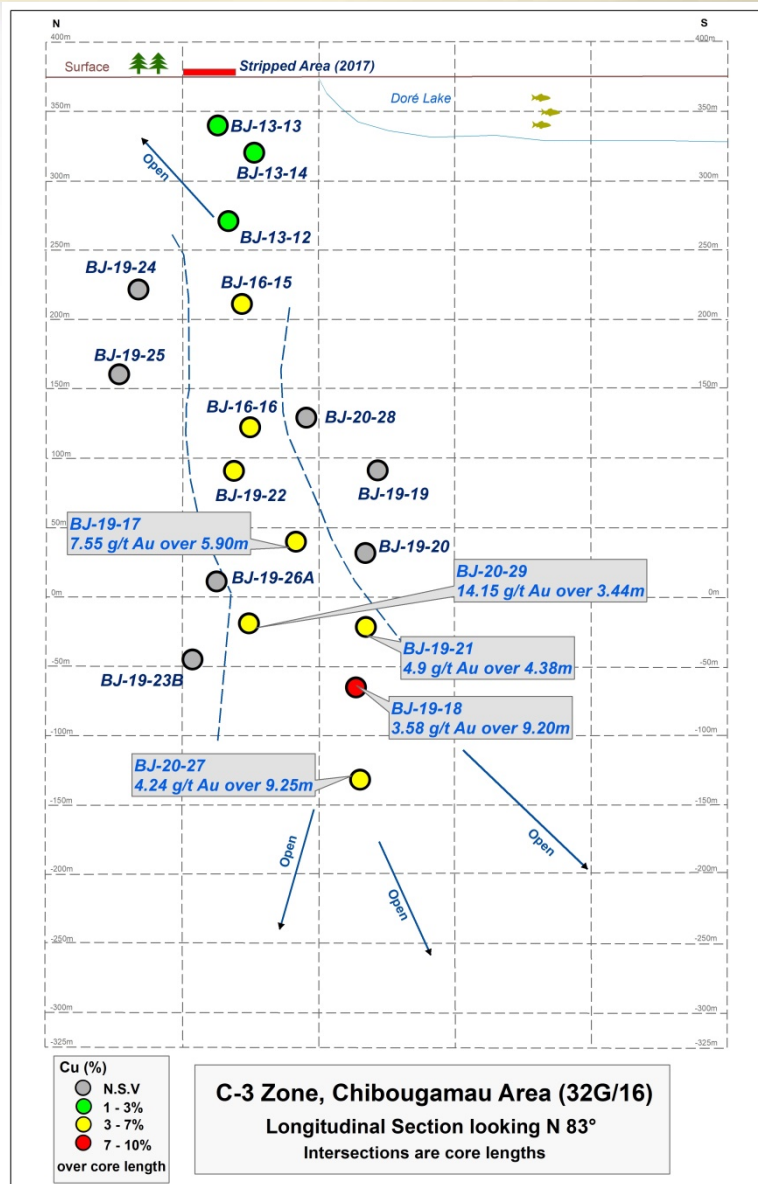 N
S
400m
400m
Surface
Stripped Area (2017)
Doré Lake
350m
350m
BJ-13-13
BJ-13-14
Open
300m
300m
BJ-13-12
250m
250m
BJ-19-24
BJ-16-15
200m
200m
BJ-19-25
150m
150m
BJ-16-16
BJ-20-28
100m
100m
BJ-19-22
BJ-19-19
50m
50m
BJ-19-17
7.55 g/t Au over 5.90m
BJ-19-20
BJ-19-26A
BJ-20-29
14.15 g/t Au over 3.44m
0m
0m
BJ-19-21
4.9 g/t Au over 4.38m
-50m
-50m
BJ-19-23B
BJ-19-18
3.58 g/t Au over 9.20m
-100m
-100m
BJ-20-27
4.24 g/t Au over 9.25m
-150m
-150m
Open
Open
Open
-200m
-200m
-250m
-250m
-300m
-300m
-325m
-325m
Cu (%)
N.S.V
1 - 3%
3 - 7%
7 - 10%
over core length
C-3 Zone, Chibougamau Area (32G/16)
Longitudinal Section looking N 83°
Intersections are core lengths